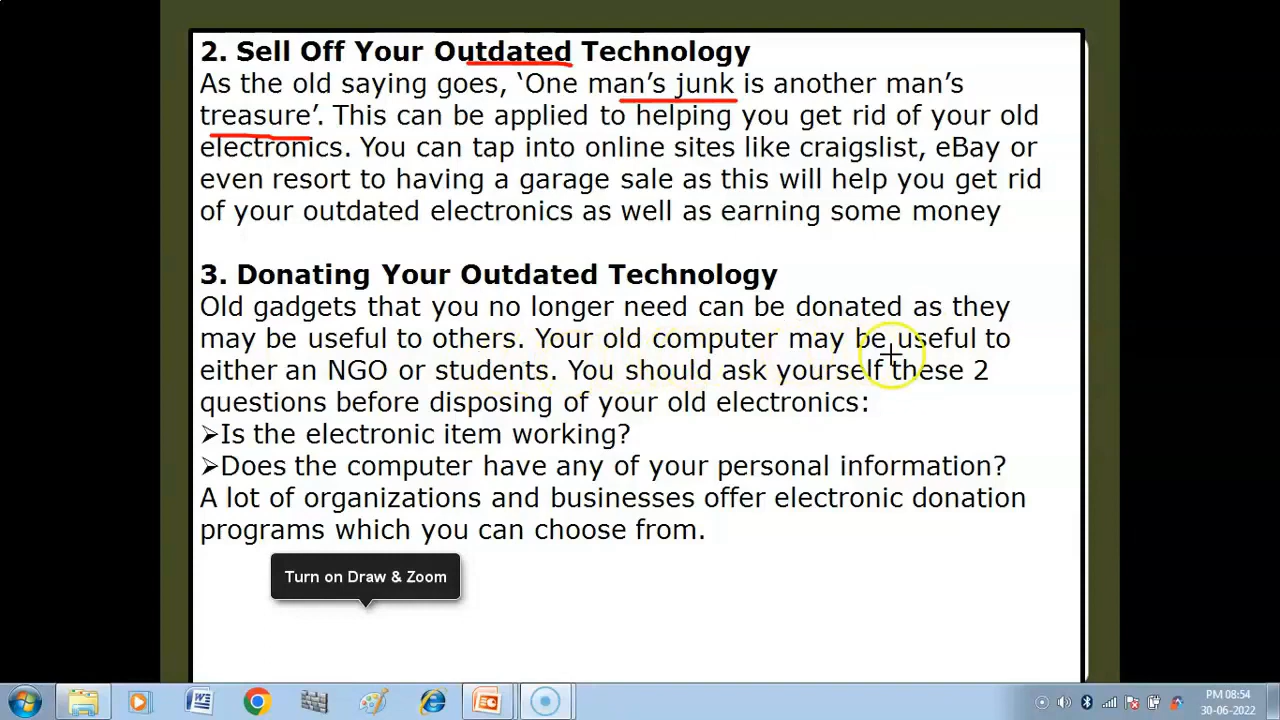 2. Sell Off Your Outdated Technology
As the old saying goes, ‘One man’s junk is another man’s
treasure’. This can be applied to helping you get rid of your old
electronics. You can tap into online sites like craigslist, eBay or
even resort to having a garage sale as this will help you get rid
of your outdated electronics as well as earning some money
3. Donating Your Outdated Technology
Old gadgets that you no longer need can be donated as they
may be useful to others. Your old computer may be useful to
either an NGO or students. You should ask yourself these 2
questions before disposing of your old electronics:
➢Is the electronic item working?
➢Does the computer have any of your personal information?
A lot of organizations and businesses offer electronic donation
programs which you can choose from.
Turn on Draw & Zoom
PM 08:54
30-06-2022